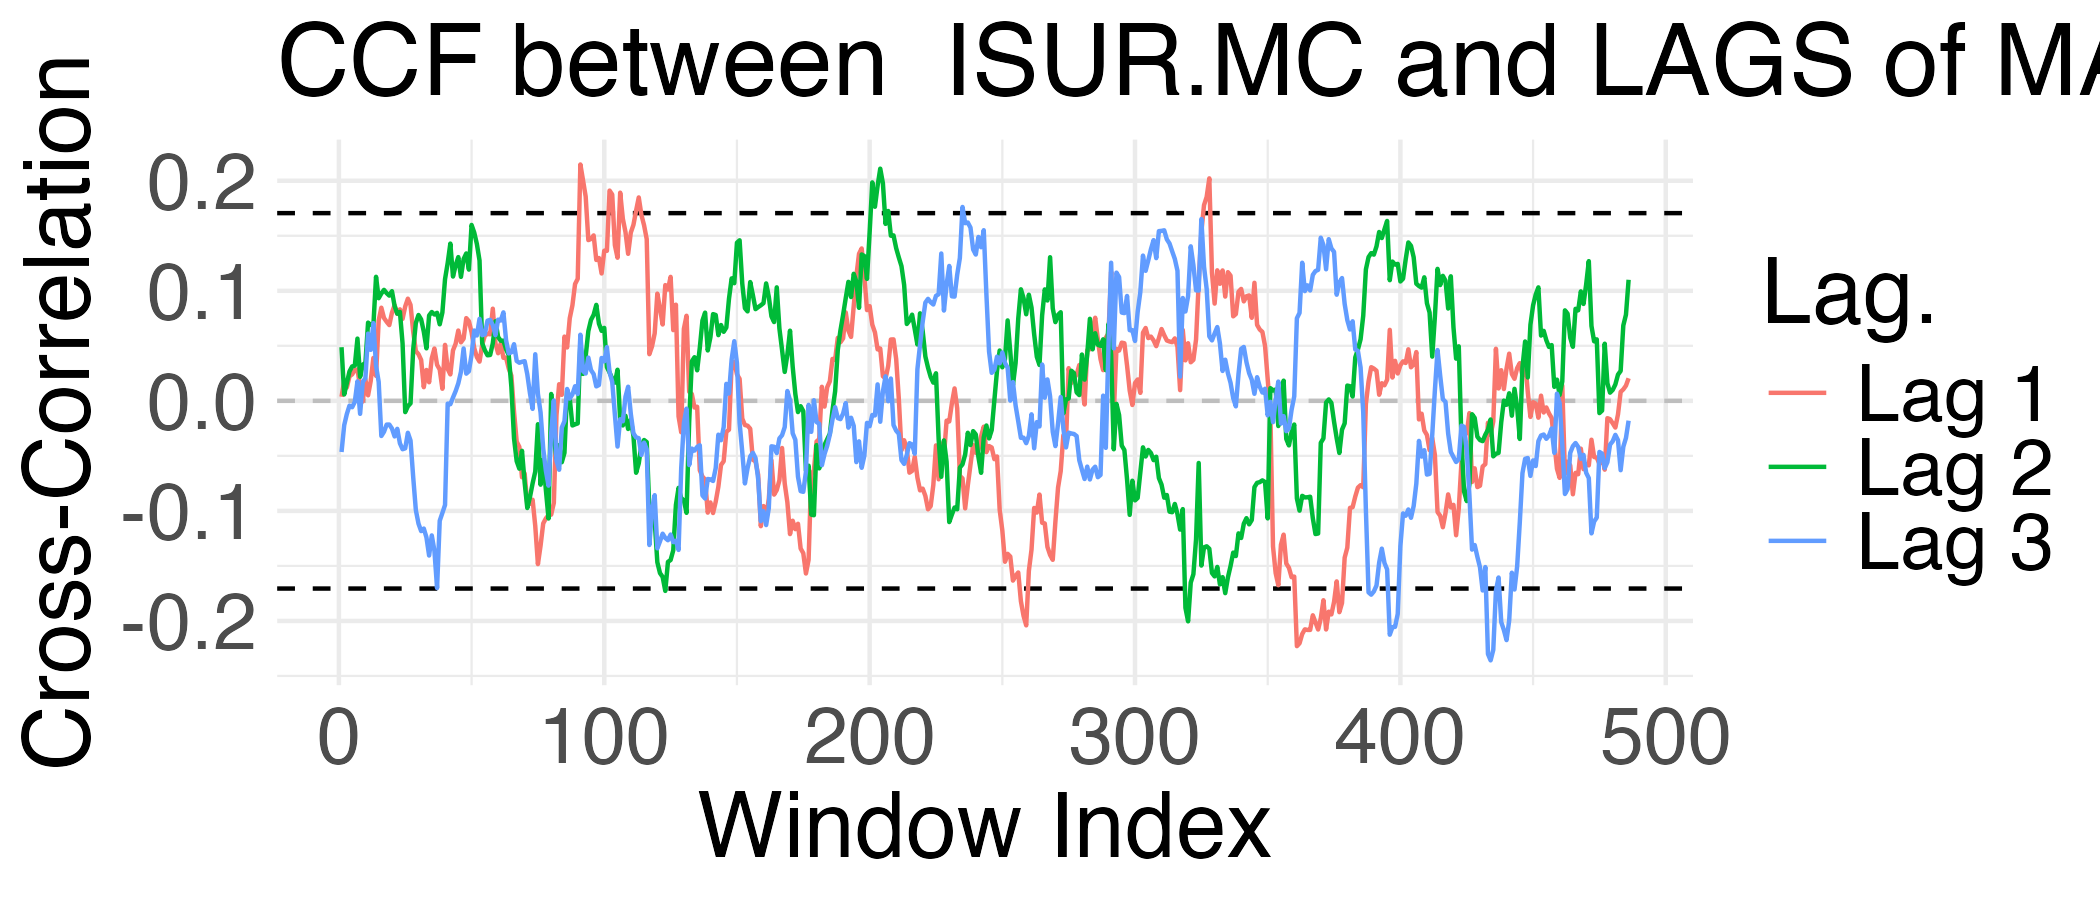 CCF between  ISUR.MC and LAGS of
Cross-Correlation
0.2
0.1
0.0
-0.1
-0.2
0 100 200 300 400 500
Window Index
Lag.
Lag 1
Lag 2
Lag 3